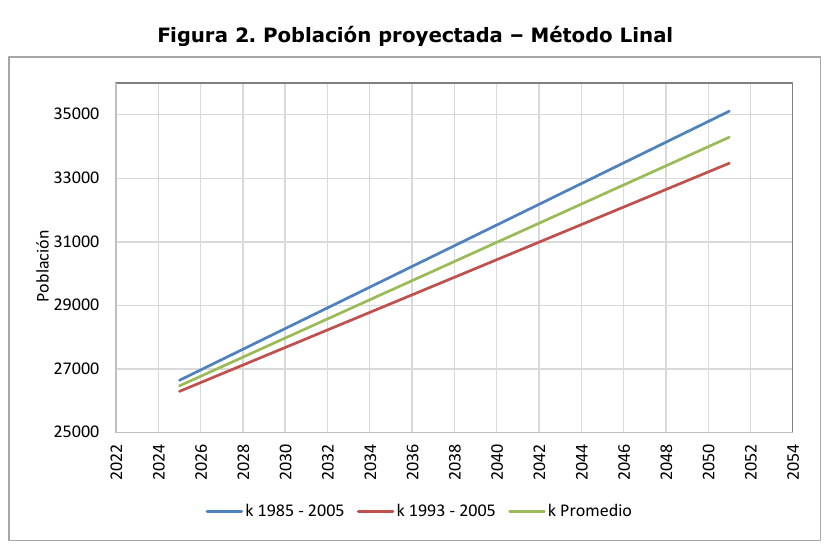 Figura 2. Población proyectada – Método Linal
35000
33000
31000
29000
27000
25000
Población
2022 2024 2026 2028 2030 2032 2034 2036 2038 2040 2042 2044 2046 2048 2050 2052 2054
k 1985 - 2005 k 1993 - 2005 k Promedio